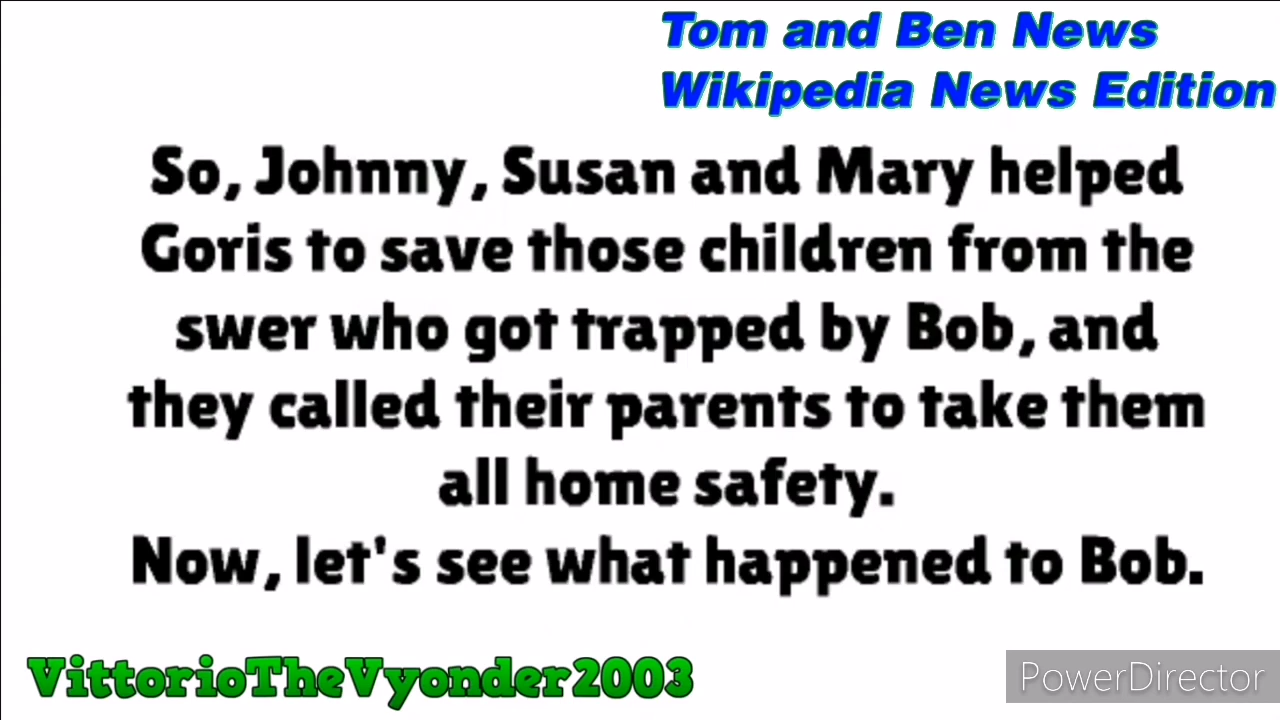 Tom and Ben News
Wikipedia News Edition
So, Johnny, Susan and Mary helped
Goris to save those children from the
swer who got trapped by Bob, and
they called their parents to take them
all home safety.
Now, let's see what happened to Bob.
VittorioTheVyonder2003
PowerDirector